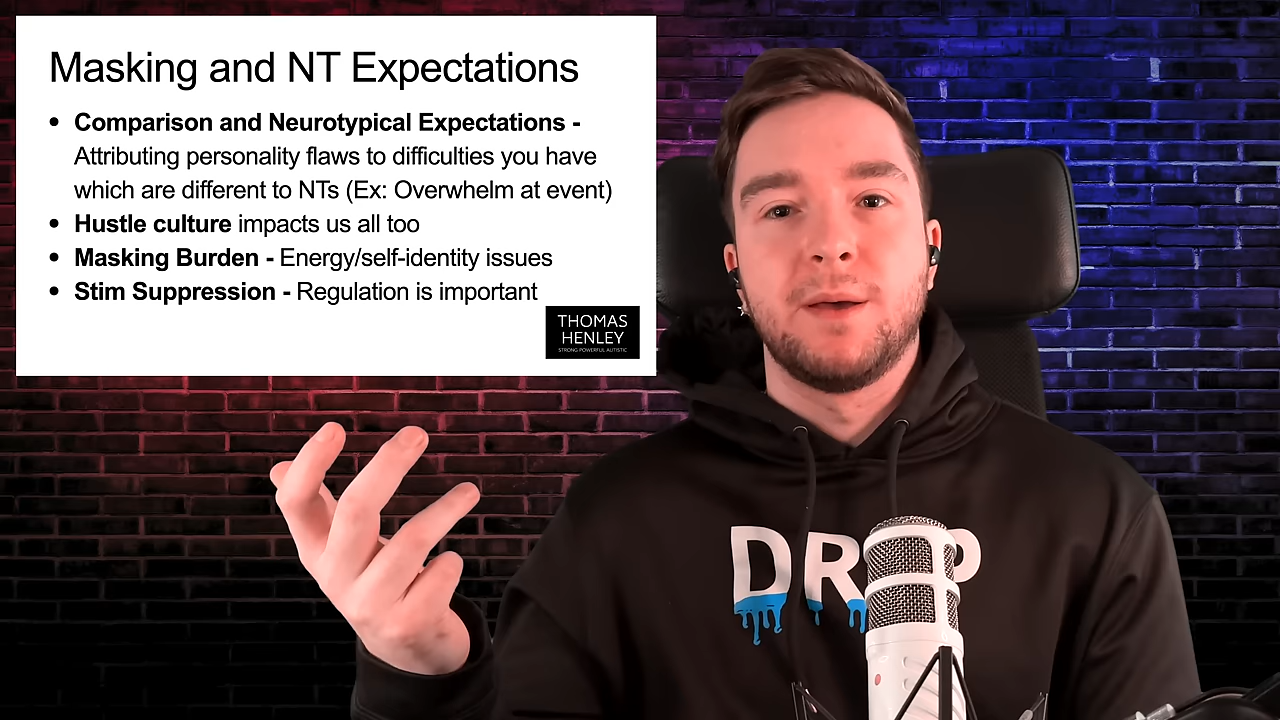 Masking and NT Expectations
• Comparison and Neurotypical Expectations -
Attributing personality flaws to difficulties you have
which are different to NTs (Ex: Overwhelm at event)
• Hustle culture impacts us all too
• Masking Burden - Energy/self-identity issues
• Stim Suppression - Regulation is important
THOMAS
HENLEY
STRONG POWERFUL AUTISTIC